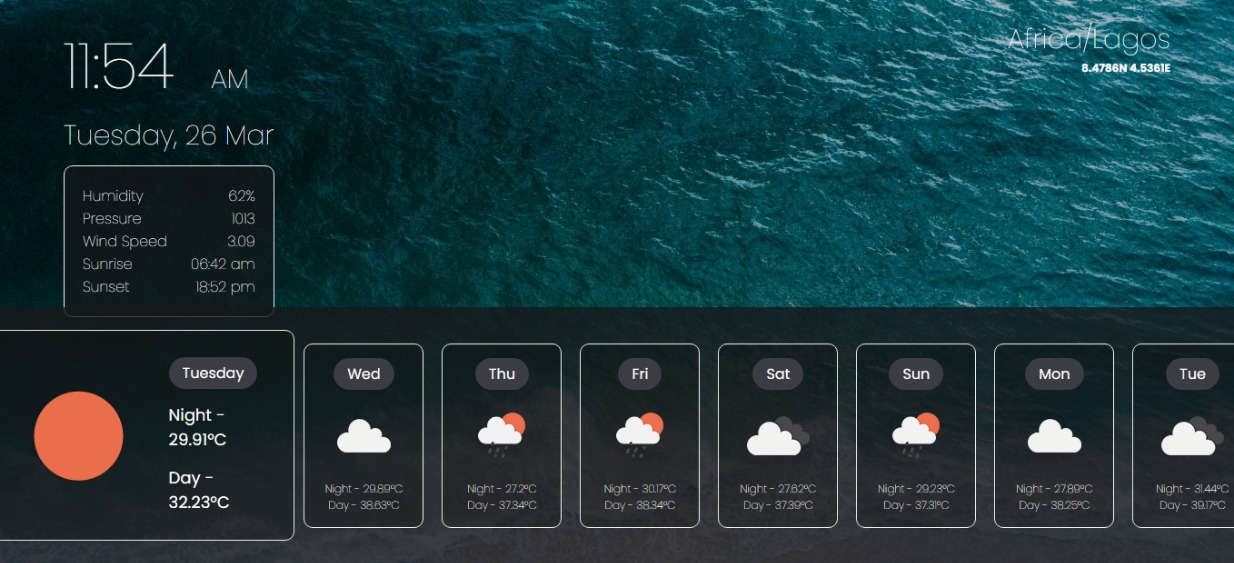 11:54 AM
Africa/Lagos
8.4786N 4.5361E
Tuesday, 26 Mar
Humidity 62%
Pressure 1013
Wind Speed 3.09
Sunrise 06:42 am
Sunset 18:52 pm
Tuesday
Night -
29.91°C
Day -
32.23°C
Wed
Night - 29.89°C
Day - 38.63°C
Thu
Night - 27.2°C
Day - 37.34°C
Fri
Night - 30.17°C
Day - 38.34°C
Sat
Night - 27.62°C
Day - 37.39°C
Sun
Night - 29.23°C
Day - 37.31°C
Mon
Night - 27.89°C
Day - 38.25°C
Tue
Night - 31.44°C
Day - 39.17°C